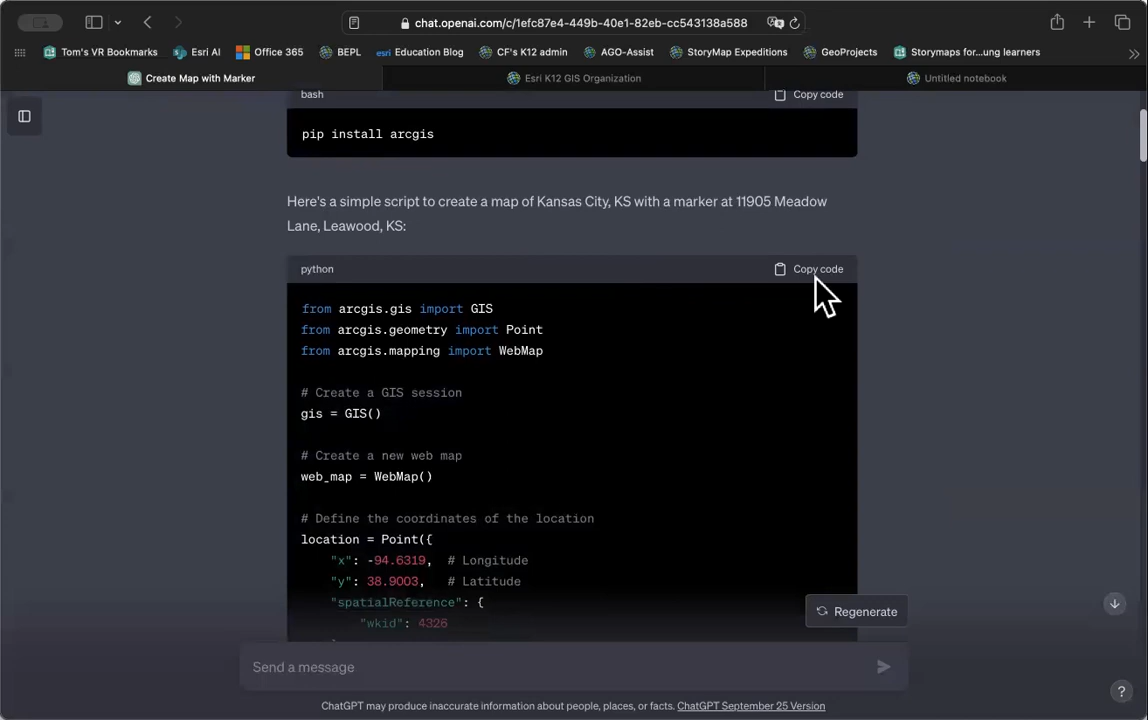 chat.openai.com/c/1efc87e4-449b-40e1-82eb-cc543138a588
Tom's VR Bookmarks Esri AI Office 365 BEPL esri Education Blog CF's K12 admin AGO-Assist StoryMap Expeditions GeoProjects Storymaps for...ung learners
Create Map with Marker Esri K12 GIS Organization Untitled notebook
bash Copy code
pip install arcgis
Here's a simple script to create a map of Kansas City, KS with a marker at 11905 Meadow
Lane, Leawood, KS:
python Copy code
from arcgis.gis import GIS
from arcgis.geometry import Point
from arcgis.mapping import WebMap
# Create a GIS session
gis = GIS()
# Create a new web map
web_map = WebMap()
# Define the coordinates of the location
location = Point({
"x": -94.6319, # Longitude
"y": 38.9003, # Latitude
"spatialReference": {
"wkid": 4326
Regenerate
Send a message
ChatGPT may produce inaccurate information about people, places, or facts. ChatGPT September 25 Version
?